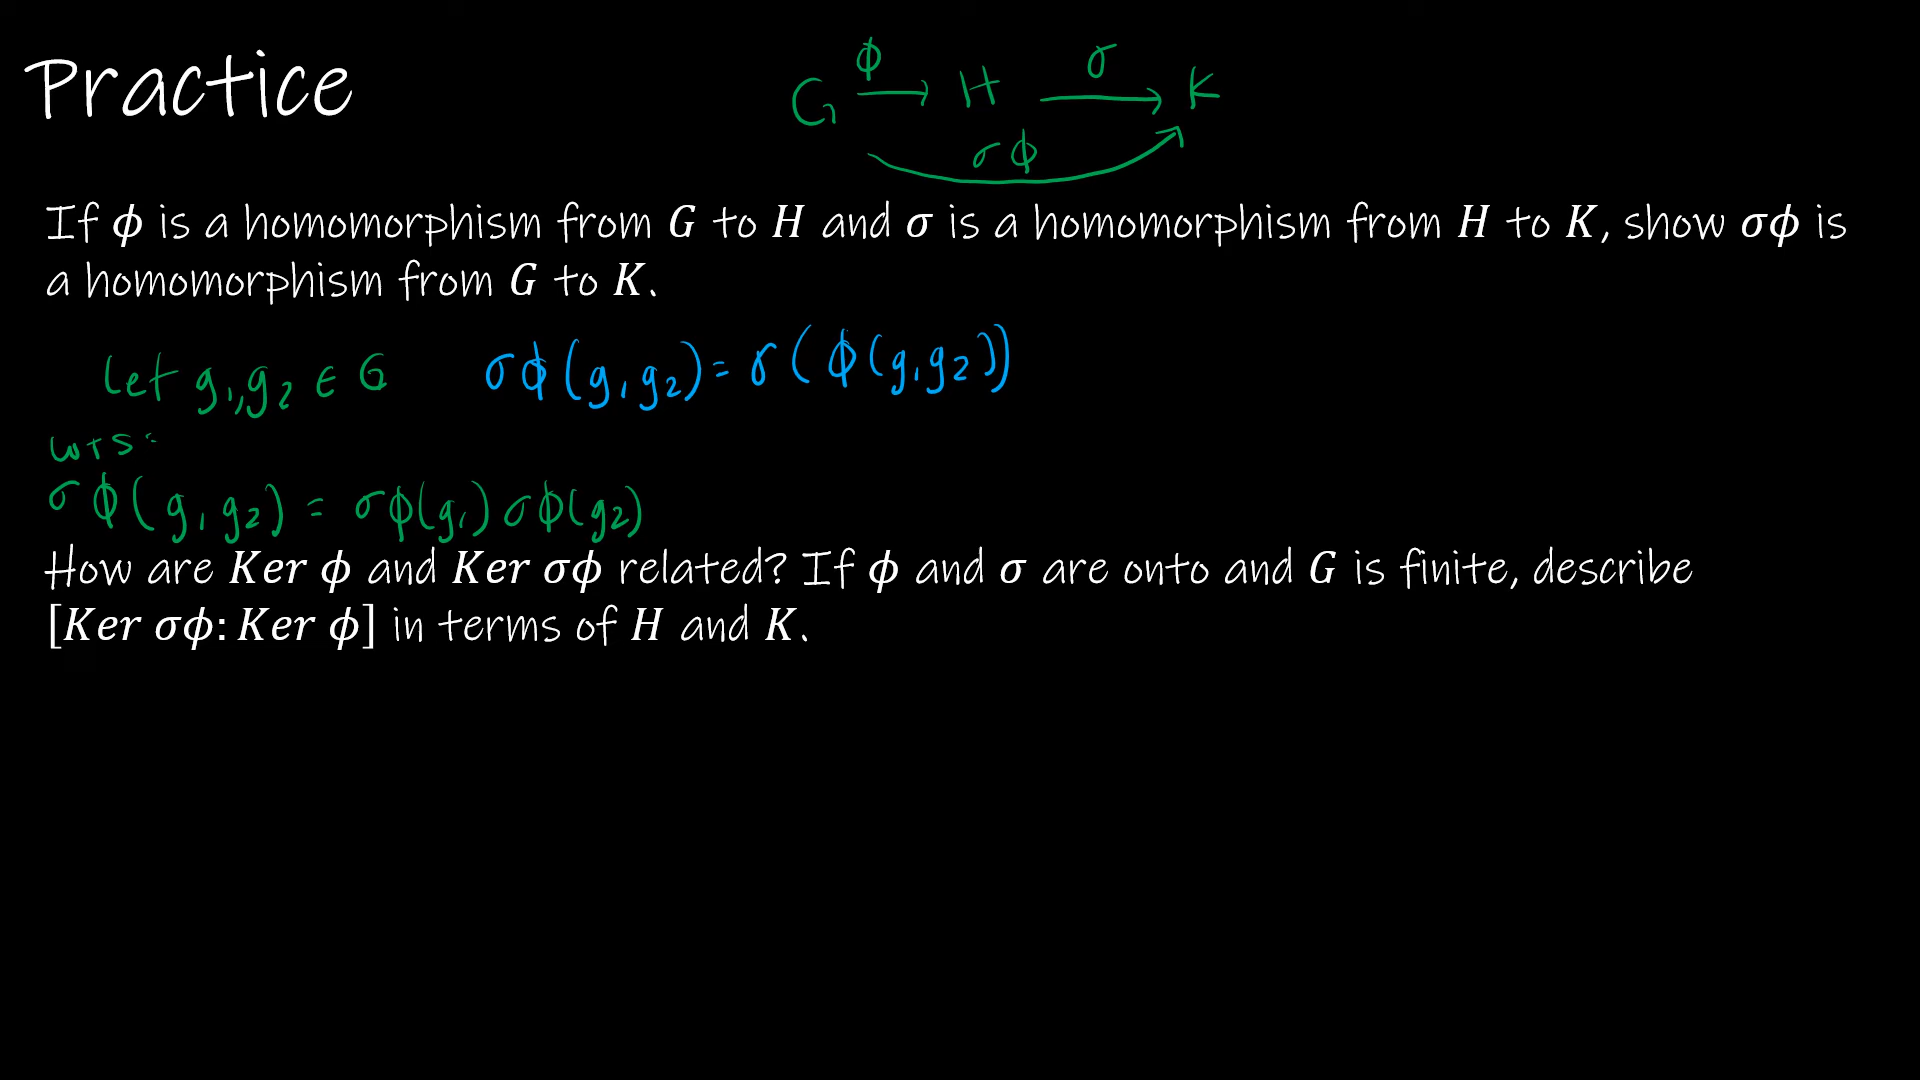 Practice
G ϕ→ H σ→ K
σϕ
If ϕ is a homomorphism from G to H and σ is a homomorphism from H to K, show σϕ is
a homomorphism from G to K.
Let g₁,g₂ ∈ G σϕ(g₁g₂) = σ(ϕ(g₁g₂))
WTS:
σϕ(g₁g₂) = σϕ(g₁)σϕ(g₂)
How are Ker ϕ and Ker σϕ related? If ϕ and σ are onto and G is finite, describe
[Ker σϕ: Ker ϕ] in terms of H and K.